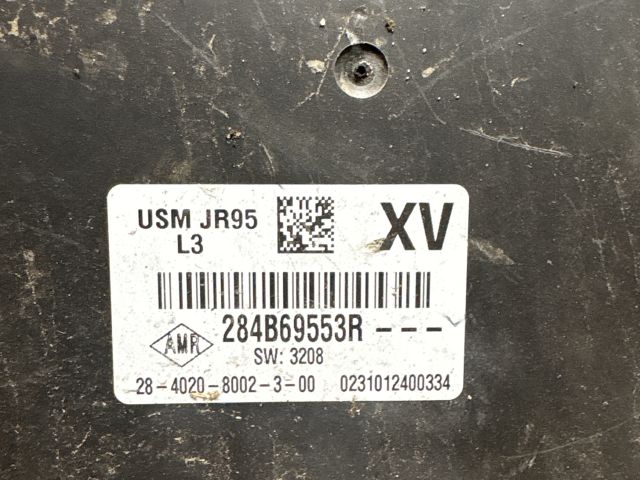 USM JR95
L3
XV
284B69553R ---
AMR
SW: 3208
28-4020-8002-3-00 0231012400334